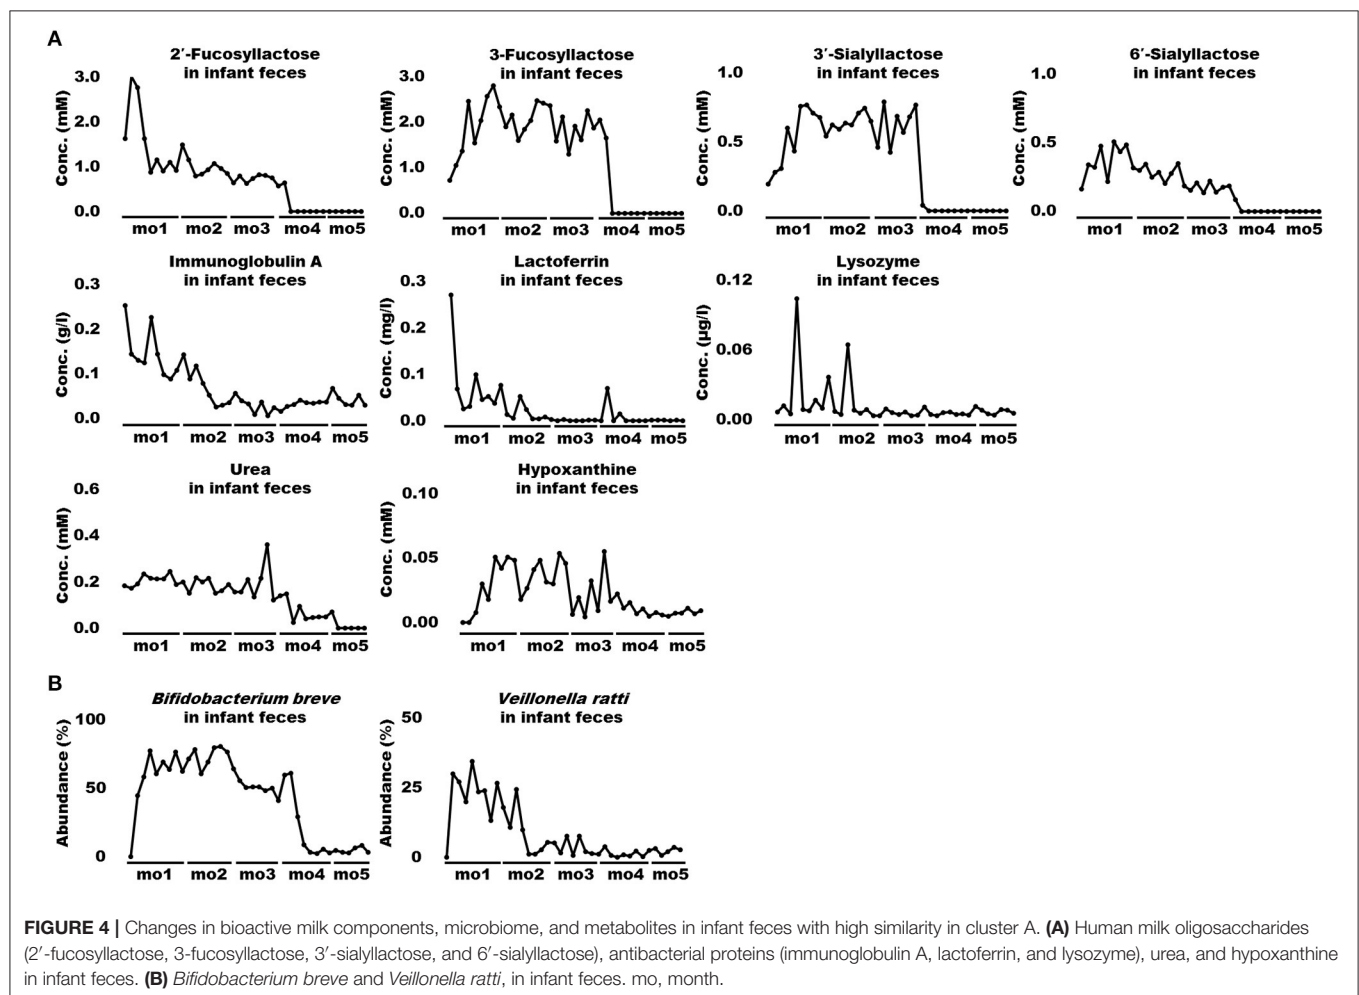 A
2′-Fucosyllactose
in infant feces
Conc. (mM)
3.0
2.0
1.0
0.0
mo1 mo2 mo3 mo4 mo5
3-Fucosyllactose
in infant feces
Conc. (mM)
3.0
2.0
1.0
0.0
mo1 mo2 mo3 mo4 mo5
3′-Sialyllactose
in infant feces
Conc. (mM)
1.0
0.5
0.0
mo1 mo2 mo3 mo4 mo5
6′-Sialyllactose
in infant feces
Conc. (mM)
1.0
0.5
0.0
mo1 mo2 mo3 mo4 mo5
Immunoglobulin A
in infant feces
Conc. (g/l)
0.3
0.2
0.1
0.0
mo1 mo2 mo3 mo4 mo5
Lactoferrin
in infant feces
Conc. (mg/l)
0.3
0.2
0.1
0.0
mo1 mo2 mo3 mo4 mo5
Lysozyme
in infant feces
Conc. (μg/l)
0.12
0.06
0.00
mo1 mo2 mo3 mo4 mo5
Urea
in infant feces
Conc. (mM)
0.6
0.4
0.2
0.0
mo1 mo2 mo3 mo4 mo5
Hypoxanthine
in infant feces
Conc. (mM)
0.10
0.05
0.00
mo1 mo2 mo3 mo4 mo5
B
Bifidobacterium breve
in infant feces
Abundance (%)
100
50
0
mo1 mo2 mo3 mo4 mo5
Veillonella ratti
in infant feces
Abundance (%)
50
25
0
mo1 mo2 mo3 mo4 mo5
FIGURE 4 | Changes in bioactive milk components, microbiome, and metabolites in infant feces with high similarity in cluster A. (A) Human milk oligosaccharides
(2′-fucosyllactose, 3-fucosyllactose, 3′-sialyllactose, and 6′-sialyllactose), antibacterial proteins (immunoglobulin A, lactoferrin, and lysozyme), urea, and hypoxanthine
in infant feces. (B) Bifidobacterium breve and Veillonella ratti, in infant feces. mo, month.